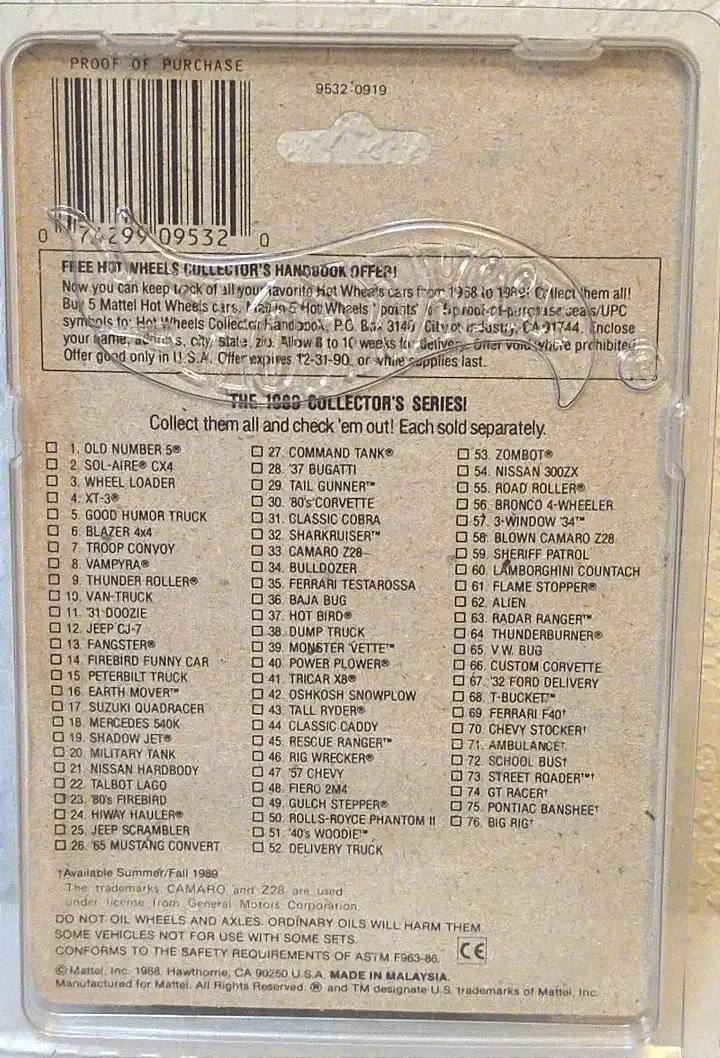 PROOF OF PURCHASE
9532-0919
0 74299 09532 0
FREE HOT WHEELS COLLECTOR'S HANDBOOK OFFER!
Now you can keep track of all your favorite Hot Wheels cars from 1968 to 1989! Collect them all!
Buy 5 Mattel Hot Wheels cars. Mail in 5 Hot Wheels "points" or 5 proof-of-purchase seals/UPC
symbols to: Hot Wheels Collector Handbook, P.O. Box 3140, City of Industry, CA 91744. Enclose
your name, address, city, state, zip. Allow 8 to 10 weeks for delivery. Offer void where prohibited.
Offer good only in U.S.A. Offer expires 12-31-90, or while supplies last.
THE 1989 COLLECTOR'S SERIES!
Collect them all and check 'em out! Each sold separately.
1. OLD NUMBER 5®
2. SOL-AIRE® CX4
3. WHEEL LOADER
4. XT-3®
5. GOOD HUMOR TRUCK
6. BLAZER 4x4
7. TROOP CONVOY
8. VAMPYRA®
9. THUNDER ROLLER®
10. VAN-TRUCK
11. '31 DOOZIE
12. JEEP CJ-7
13. FANGSTER®
14. FIREBIRD FUNNY CAR
15. PETERBILT TRUCK
16. EARTH MOVER™
17. SUZUKI QUADRACER
18. MERCEDES 540K
19. SHADOW JET®
20. MILITARY TANK
21. NISSAN HARDBODY
22. TALBOT LAGO
23. '80's FIREBIRD
24. HIWAY HAULER®
25. JEEP SCRAMBLER
26. '65 MUSTANG CONVERT
27. COMMAND TANK®
28. '37 BUGATTI
29. TAIL GUNNER™
30. '80's CORVETTE
31. CLASSIC COBRA
32. SHARKRUISER™
33. CAMARO Z28
34. BULLDOZER
35. FERRARI TESTAROSSA
36. BAJA BUG
37. HOT BIRD®
38. DUMP TRUCK
39. MONSTER 'VETTE™
40. POWER PLOWER®
41. TRICAR X8®
42. OSHKOSH SNOWPLOW
43. TALL RYDER®
44. CLASSIC CADDY
45. RESCUE RANGER™
46. RIG WRECKER®
47. '57 CHEVY
48. FIERO 2M4
49. GULCH STEPPER®
50. ROLLS-ROYCE PHANTOM II
51. '40's WOODIE™
52. DELIVERY TRUCK
53. ZOMBOT®
54. NISSAN 300ZX
55. ROAD ROLLER®
56. BRONCO 4-WHEELER
57. 3-WINDOW '34™
58. BLOWN CAMARO Z28
59. SHERIFF PATROL
60. LAMBORGHINI COUNTACH
61. FLAME STOPPER®
62. ALIEN
63. RADAR RANGER™
64. THUNDERBURNER®
65. V.W. BUG
66. CUSTOM CORVETTE
67. '32 FORD DELIVERY
68. T-BUCKET™
69. FERRARI F40†
70. CHEVY STOCKER†
71. AMBULANCE†
72. SCHOOL BUS†
73. STREET ROADER™†
74. GT RACER†
75. PONTIAC BANSHEE†
76. BIG RIG†
†Available Summer/Fall 1989
The trademarks CAMARO and Z28 are used
under license from General Motors Corporation.
DO NOT OIL WHEELS AND AXLES. ORDINARY OILS WILL HARM THEM
SOME VEHICLES NOT FOR USE WITH SOME SETS.
CONFORMS TO THE SAFETY REQUIREMENTS OF ASTM F963-86. CE
© Mattel, Inc. 1988. Hawthorne, CA 90250 U.S.A. MADE IN MALAYSIA.
Manufactured for Mattel. All Rights Reserved. ® and TM designate U.S. trademarks of Mattel, Inc.